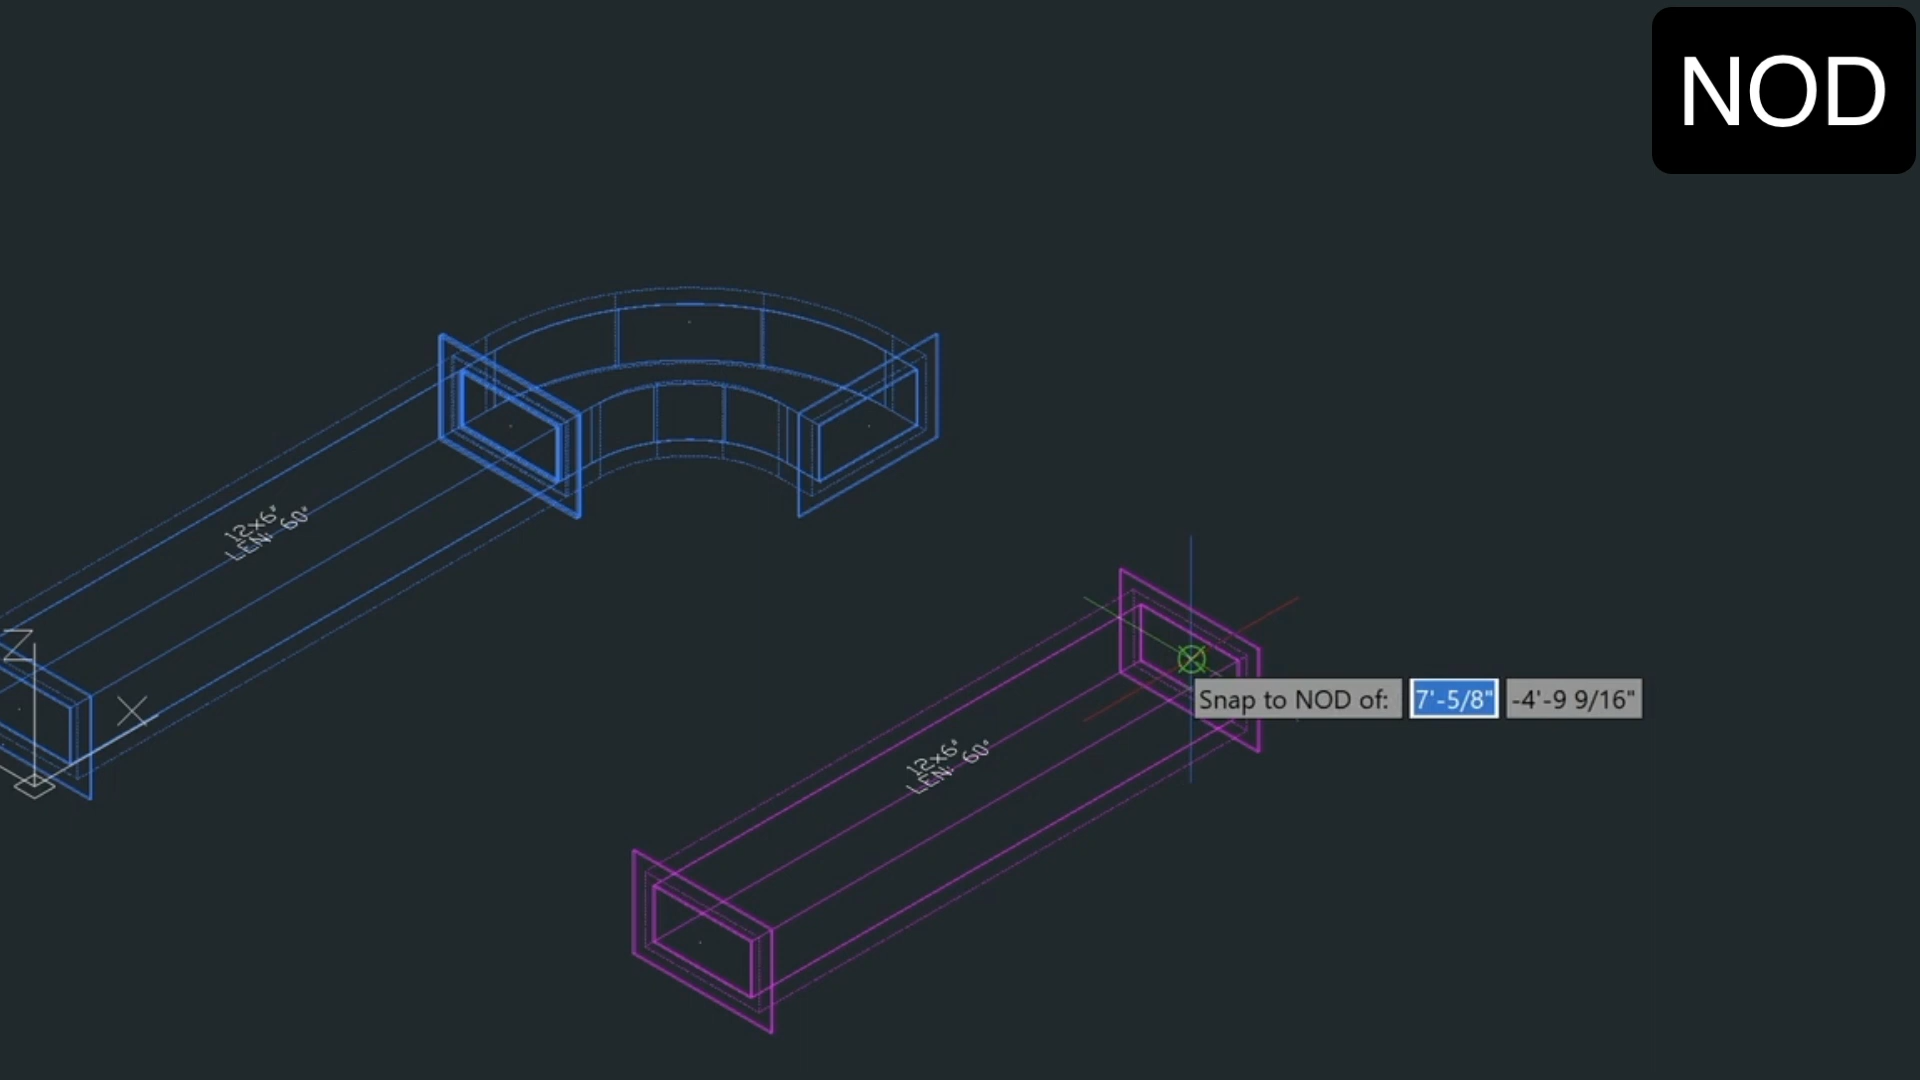 NOD
12x6"
LEN: 60"
Z
X
Snap to NOD of: 7'-5/8" -4'-9 9/16"
12x6"
LEN: 60"